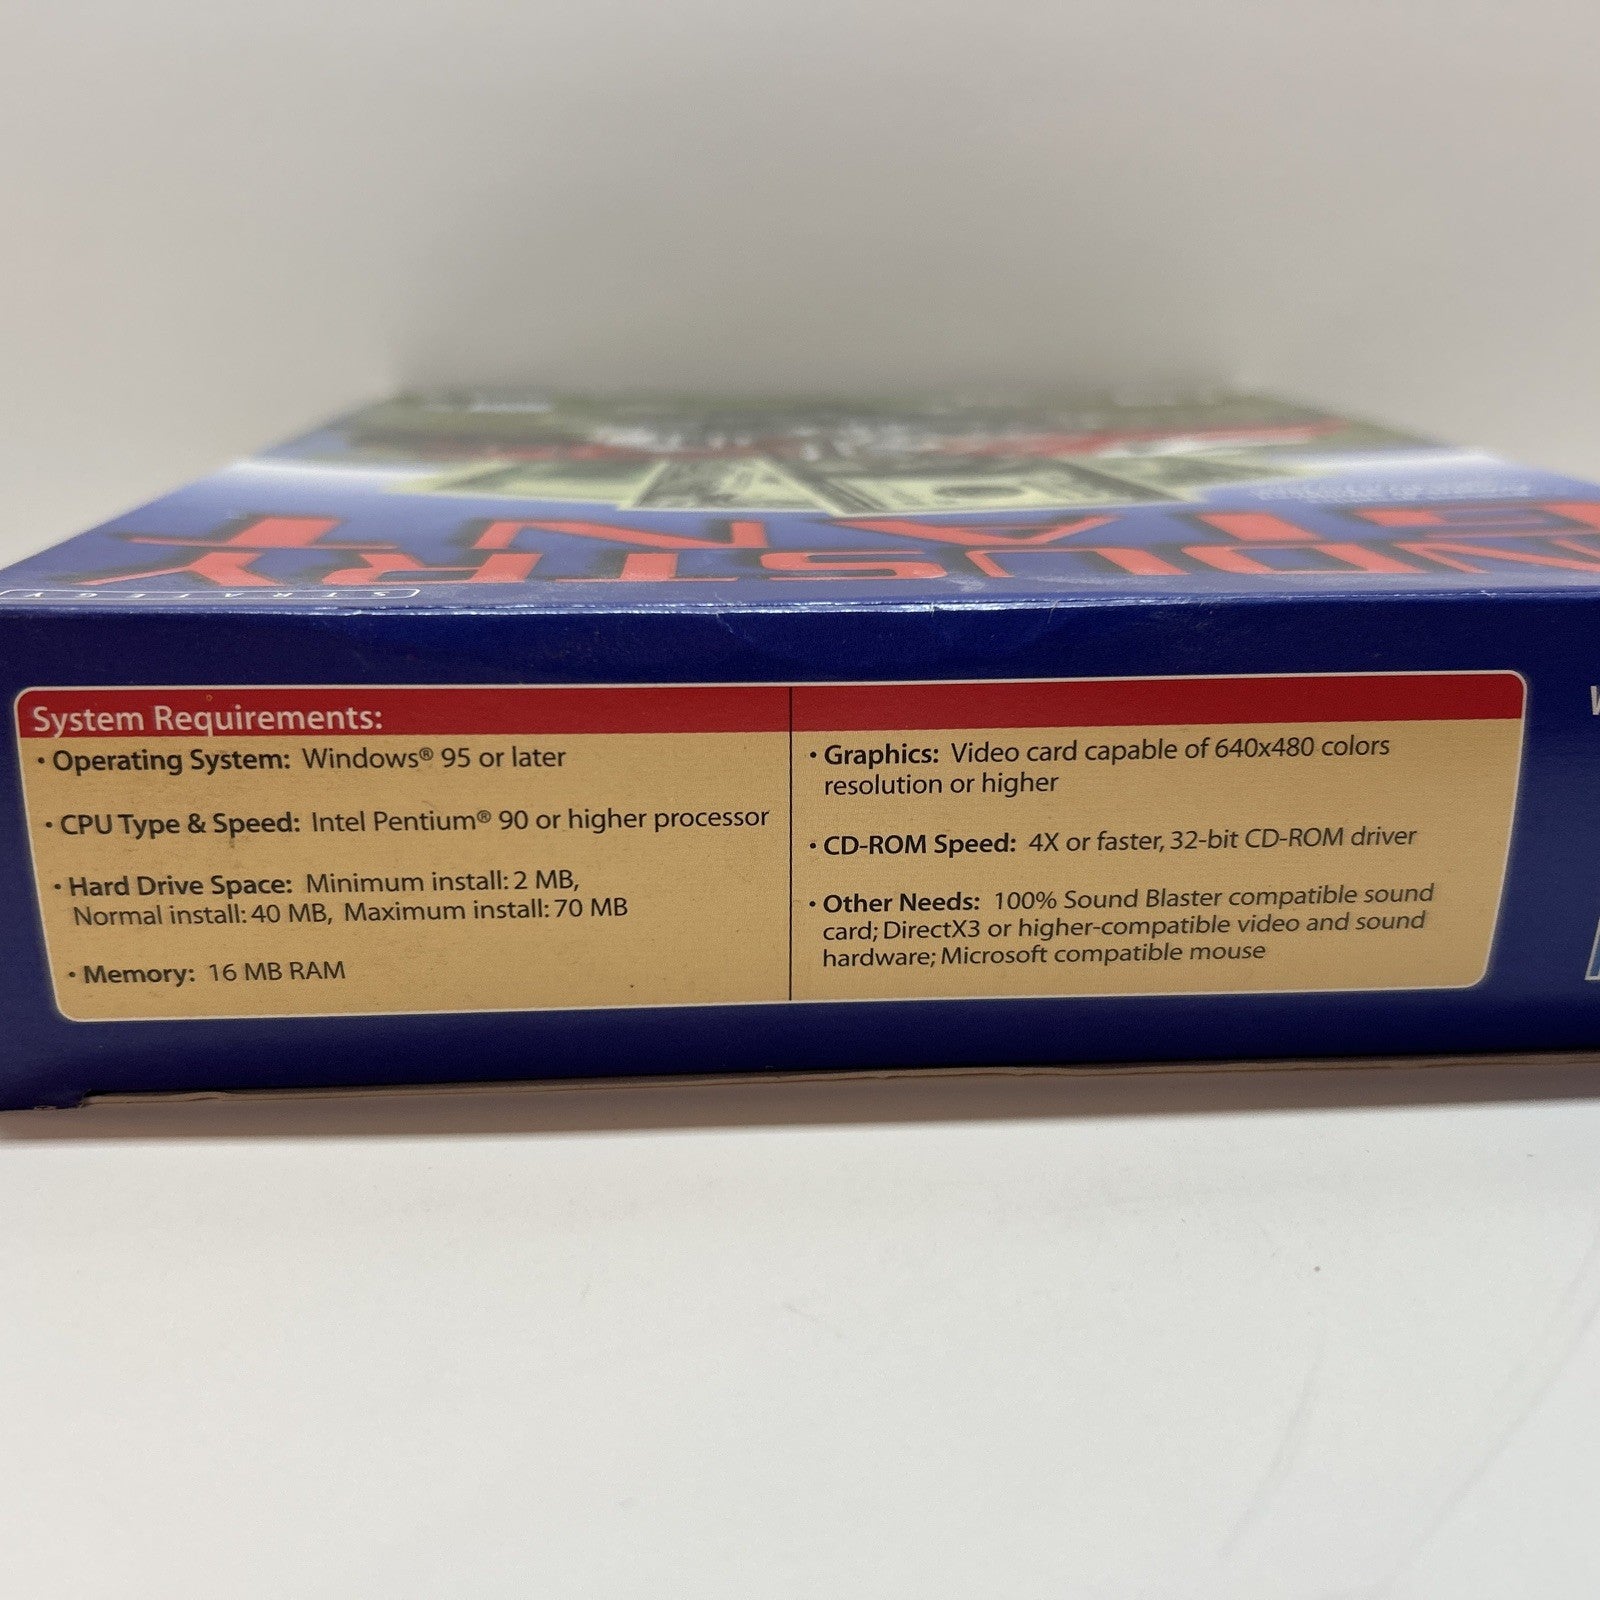 INDUSTRY
GIANT
STRATEGY
System Requirements:
• Operating System: Windows® 95 or later
• CPU Type & Speed: Intel Pentium® 90 or higher processor
• Hard Drive Space: Minimum install: 2 MB,
Normal install: 40 MB, Maximum install: 70 MB
• Memory: 16 MB RAM
• Graphics: Video card capable of 640x480 colors
resolution or higher
• CD-ROM Speed: 4X or faster, 32-bit CD-ROM driver
• Other Needs: 100% Sound Blaster compatible sound
card; DirectX3 or higher-compatible video and sound
hardware; Microsoft compatible mouse